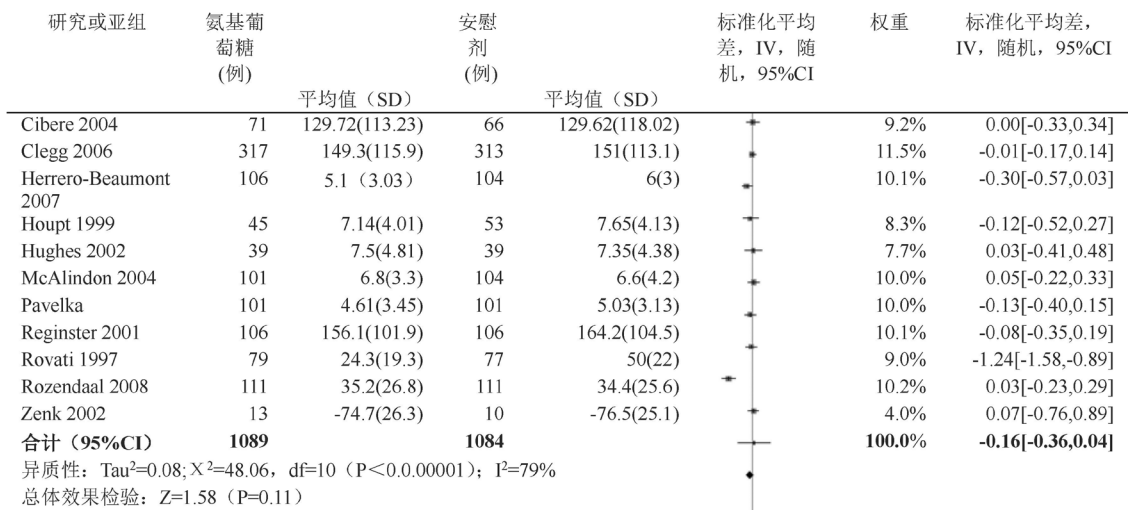 研究或亚组 氨基葡萄糖(例) 安慰剂(例) 标准化平均差，IV，随机，95%CI 权重 标准化平均差，IV，随机，95%CI
平均值（SD） 平均值（SD）
Cibere 2004 71 129.72(113.23) 66 129.62(118.02) 9.2% 0.00[-0.33,0.34]
Clegg 2006 317 149.3(115.9) 313 151(113.1) 11.5% -0.01[-0.17,0.14]
Herrero-Beaumont 2007 106 5.1（3.03） 104 6(3) 10.1% -0.30[-0.57,0.03]
Houpt 1999 45 7.14(4.01) 53 7.65(4.13) 8.3% -0.12[-0.52,0.27]
Hughes 2002 39 7.5(4.81) 39 7.35(4.38) 7.7% 0.03[-0.41,0.48]
McAlindon 2004 101 6.8(3.3) 104 6.6(4.2) 10.0% 0.05[-0.22,0.33]
Pavelka 101 4.61(3.45) 101 5.03(3.13) 10.0% -0.13[-0.40,0.15]
Reginster 2001 106 156.1(101.9) 106 164.2(104.5) 10.1% -0.08[-0.35,0.19]
Rovati 1997 79 24.3(19.3) 77 50(22) 9.0% -1.24[-1.58,-0.89]
Rozendaal 2008 111 35.2(26.8) 111 34.4(25.6) 10.2% 0.03[-0.23,0.29]
Zenk 2002 13 -74.7(26.3) 10 -76.5(25.1) 4.0% 0.07[-0.76,0.89]
合计（95%CI） 1089 1084 100.0% -0.16[-0.36,0.04]
异质性：Tau²=0.08;Χ²=48.06，df=10（P＜0.0.00001）；I²=79%
总体效果检验：Z=1.58（P=0.11）